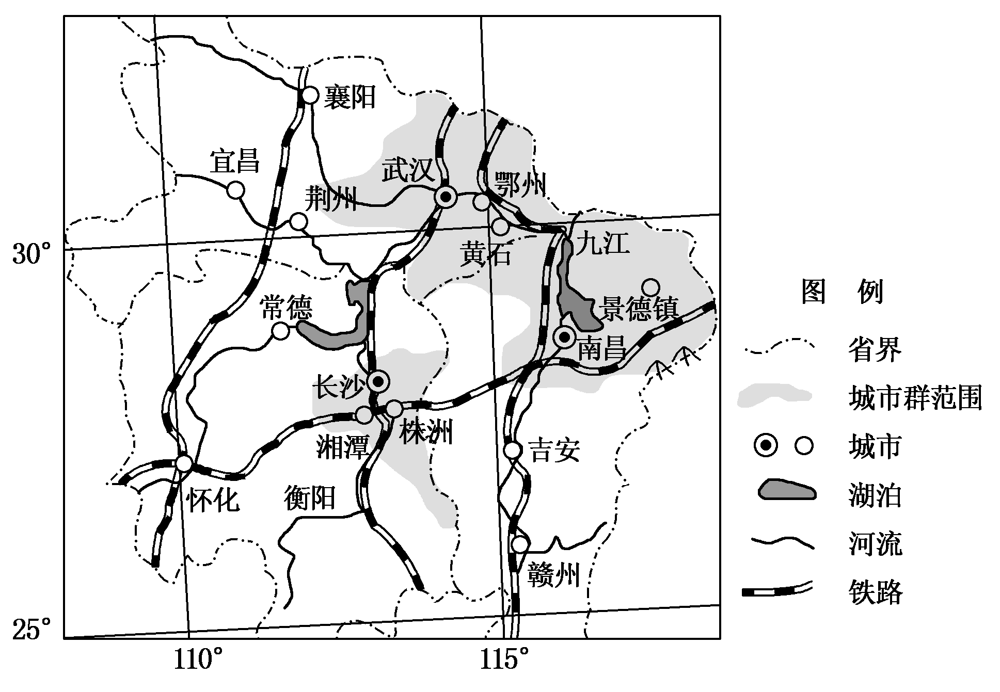 襄阳
宜昌
武汉
鄂州
荆州
30°
九江
黄石
常德
景德镇
南昌
长沙
株洲
湘潭
吉安
怀化
衡阳
赣州
25°
110°
115°
图 例
省界
城市群范围
城市
湖泊
河流
铁路